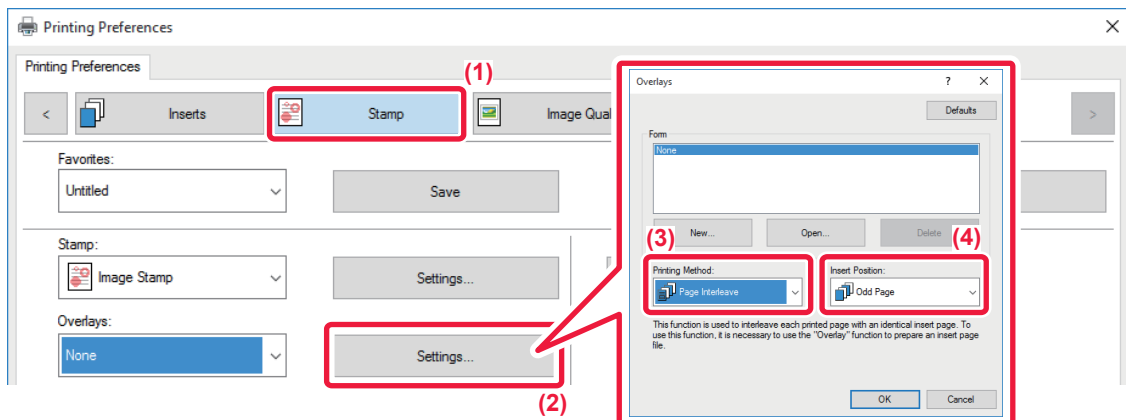 Printing Preferences
Printing Preferences
(1)
< Inserts Stamp Image Qual >
Favorites:
Untitled Save
Stamp:
Image Stamp Settings...
Overlays:
None Settings...
(2)
Overlays ? ×
Defaults
Form
None
New... Open... Delete
(3) (4)
Printing Method: Insert Position:
Page Interleave Odd Page
This function is used to interleave each printed page with an identical insert page. To
use this function, it is necessary to use the "Overlay" function to prepare an insert page
file.
OK Cancel